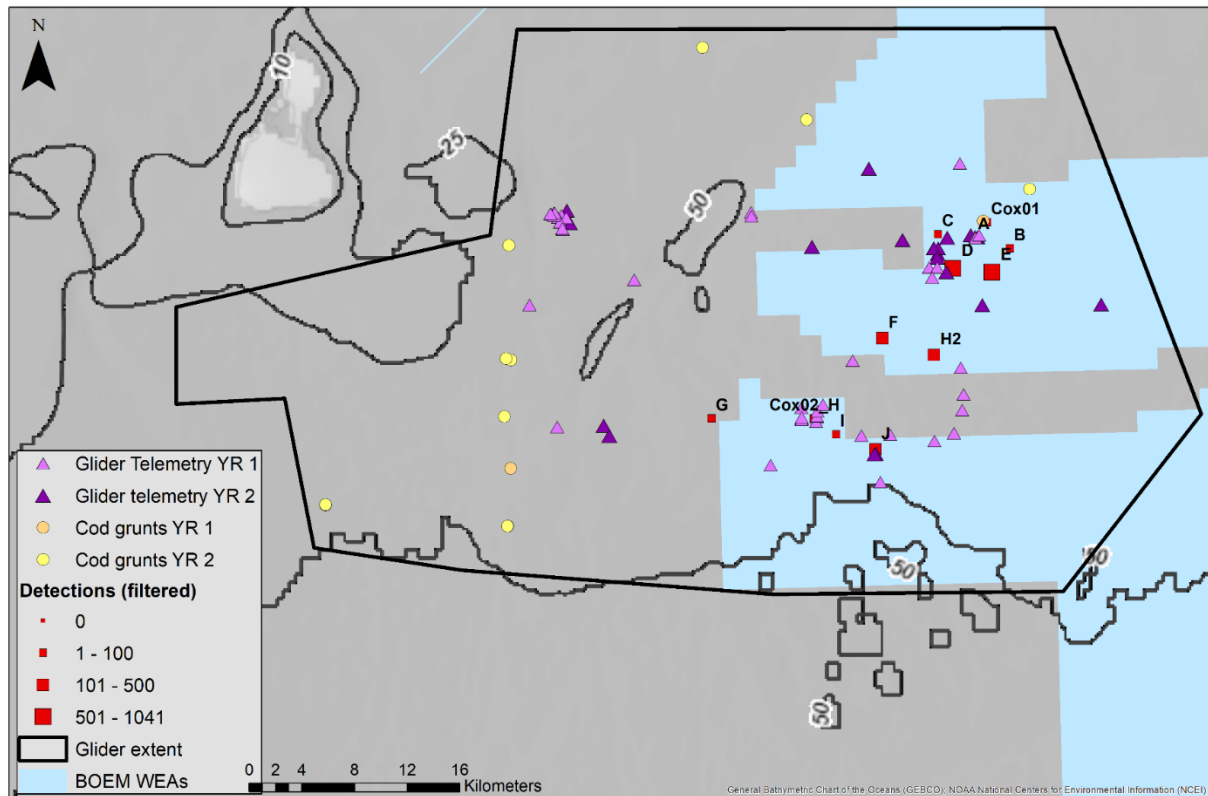 N
10
25
50
Cox01
A
C
B
D
E
F
H2
G
Cox02
H
I
J
50
50
50
Glider Telemetry YR 1
Glider telemetry YR 2
Cod grunts YR 1
Cod grunts YR 2
Detections (filtered)
0
1 - 100
101 - 500
501 - 1041
Glider extent
BOEM WEAs
0 2 4 8 12 16
Kilometers
General Bathymetric Chart of the Oceans (GEBCO); NOAA National Centers for Environmental Information (NCEI)